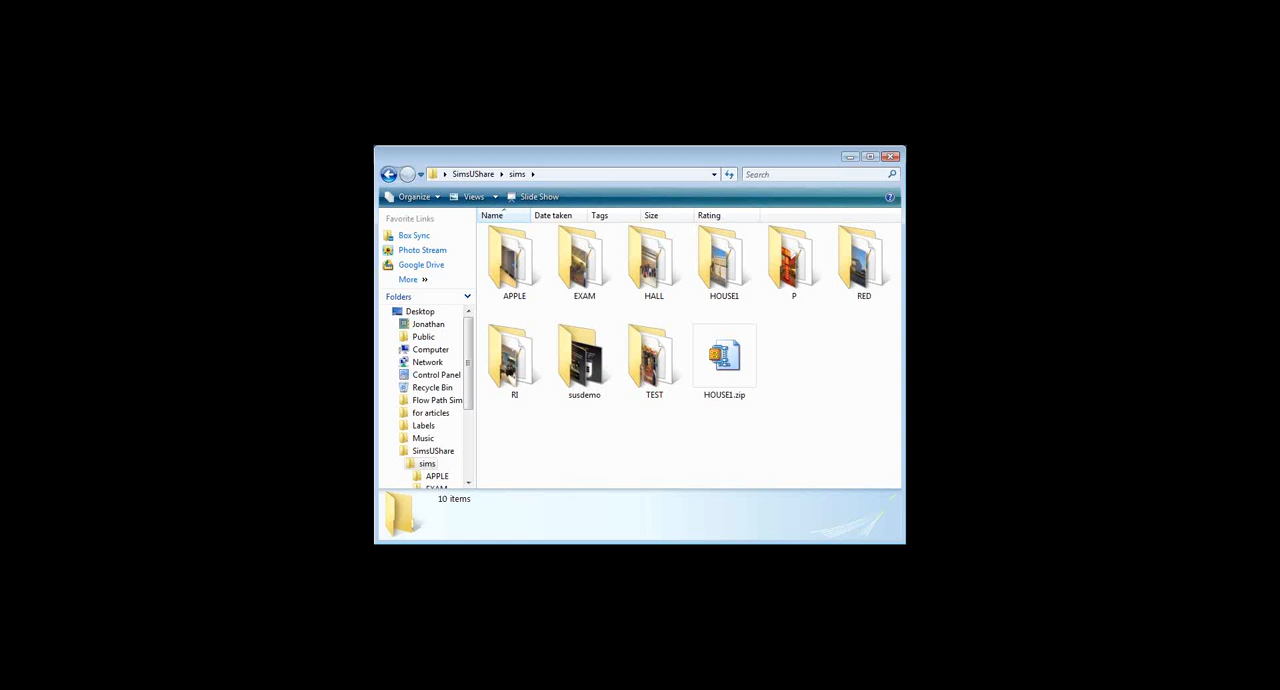 SimsUShare sims
Search
Organize Views Slide Show
Favorite Links
Box Sync
Photo Stream
Google Drive
More »
Folders
Desktop
Jonathan
Public
Computer
Network
Control Panel
Recycle Bin
Flow Path Sim
for articles
Labels
Music
SimsUShare
sims
APPLE
EXAM
Name Date taken Tags Size Rating
APPLE EXAM HALL HOUSE1 P RED
RI susdemo TEST HOUSE1.zip
10 items